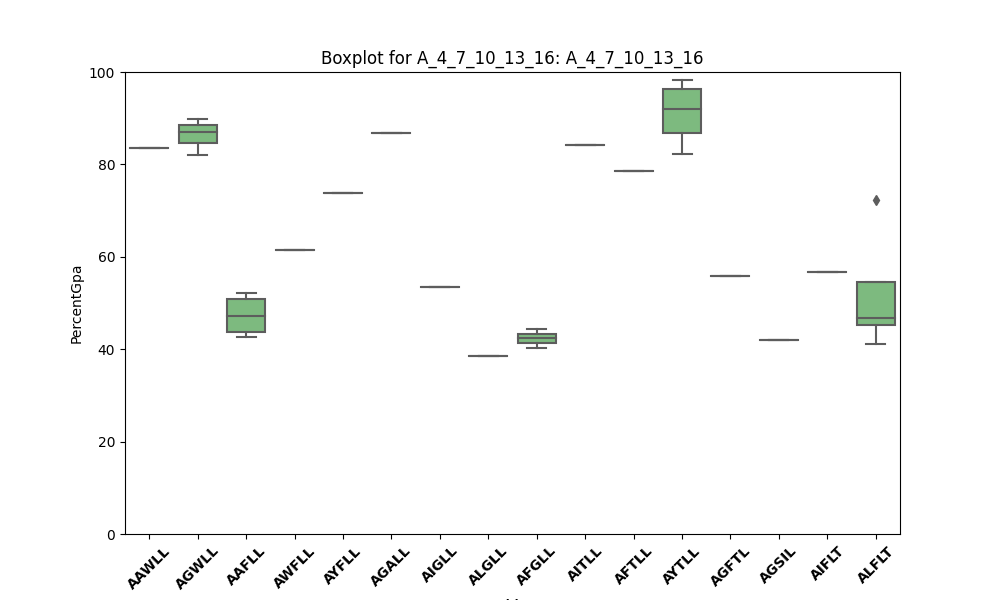 Boxplot for A_4_7_10_13_16: A_4_7_10_13_16
100
80
60
40
20
0
PercentGpa
AAWLL
AGWLL
AAFLL
AWFLL
AYFLL
AGALL
AIGLL
ALGLL
AFGLL
AITLL
AFTLL
AYTLL
AGFTL
AGSIL
AIFLT
ALFLT